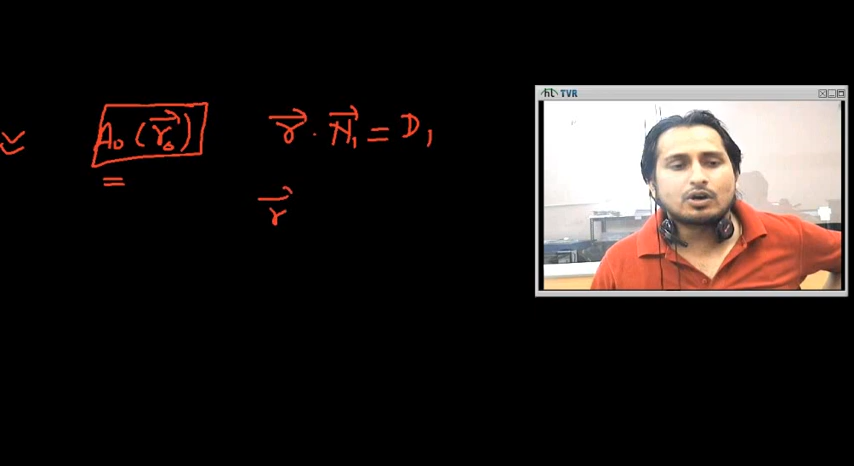 A₀ (r⃗₀) r⃗ . N⃗₁ = D₁
=
r⃗
TVR